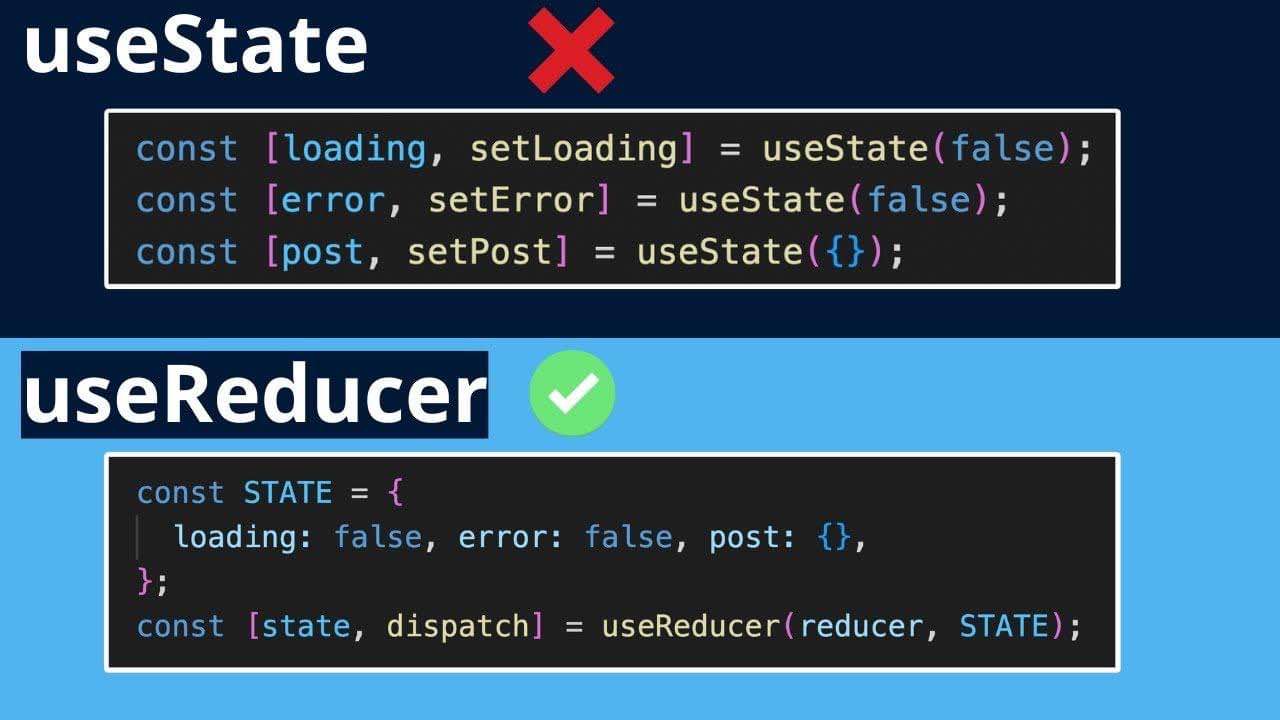 useState
const [loading, setLoading] = useState(false);
const [error, setError] = useState(false);
const [post, setPost] = useState({});
useReducer
const STATE = {
loading: false, error: false, post: {},
};
const [state, dispatch] = useReducer(reducer, STATE);